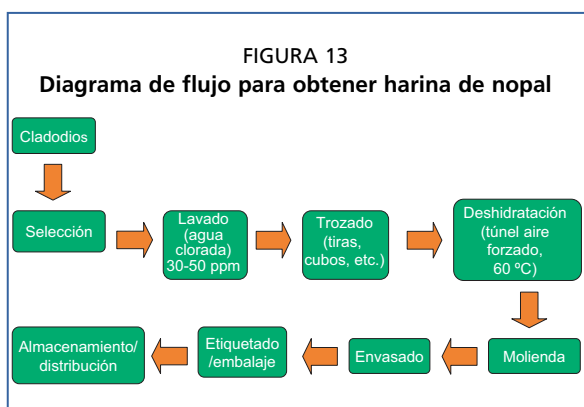 FIGURA 13
Diagrama de flujo para obtener harina de nopal
Cladodios
Selección
Lavado
(agua
clorada)
30-50 ppm
Trozado
(tiras,
cubos, etc.)
Deshidratación
(túnel aire
forzado,
60 ºC)
Molienda
Envasado
Etiquetado
/embalaje
Almacenamiento/
distribución